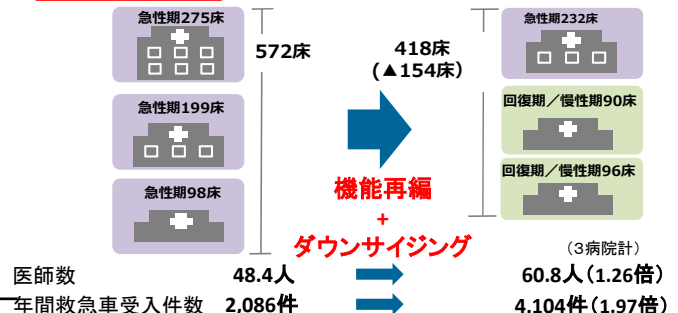 急性期275床
572床
急性期199床
急性期98床
418床
(▲154床)
機能再編
+
ダウンサイジング
急性期232床
回復期／慢性期90床
回復期／慢性期96床
（3病院計）
医師数 48.4人 60.8人(1.26倍)
年間救急車受入件数 2,086件 4,104件(1.97倍)